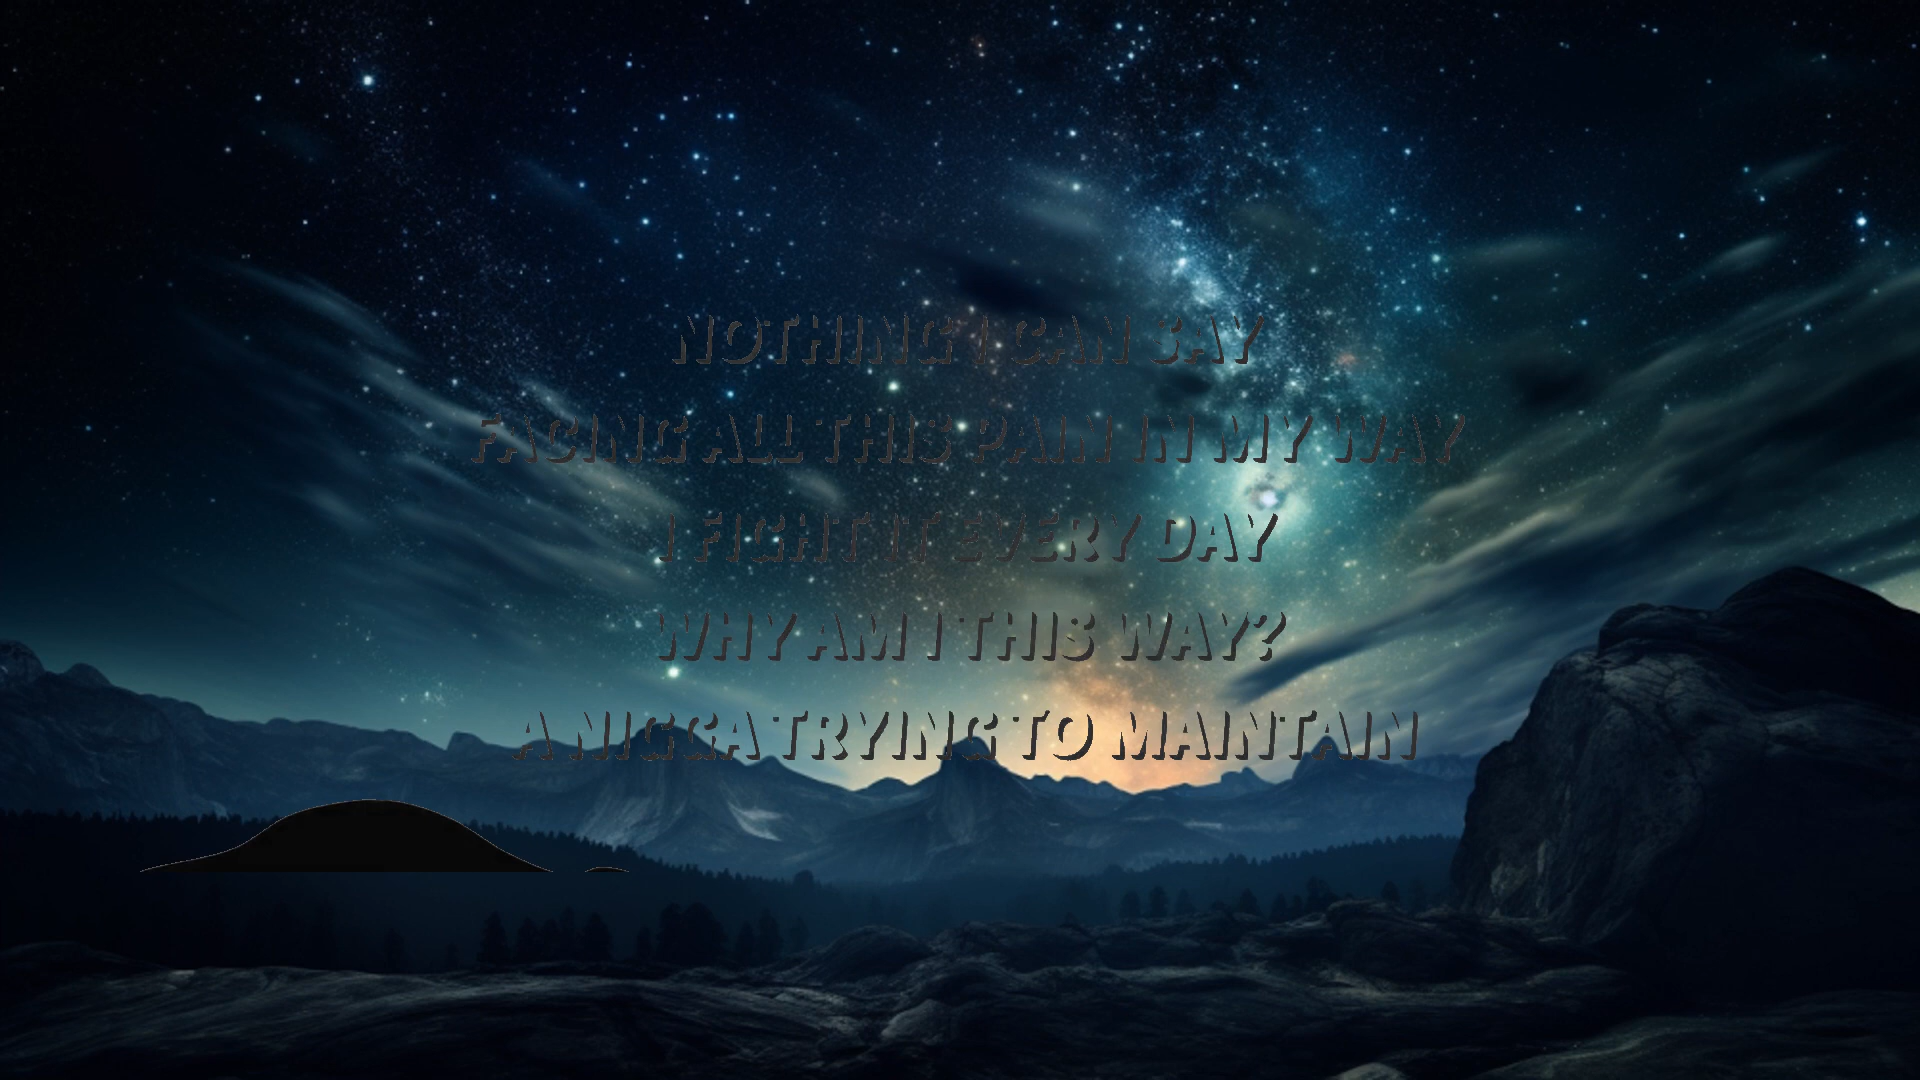 NOTHING I CAN SAY
FACING ALL THIS PAIN IN MY WAY
I FIGHT IT EVERY DAY
WHY AM I THIS WAY?
A NIGGA TRYING TO MAINTAIN